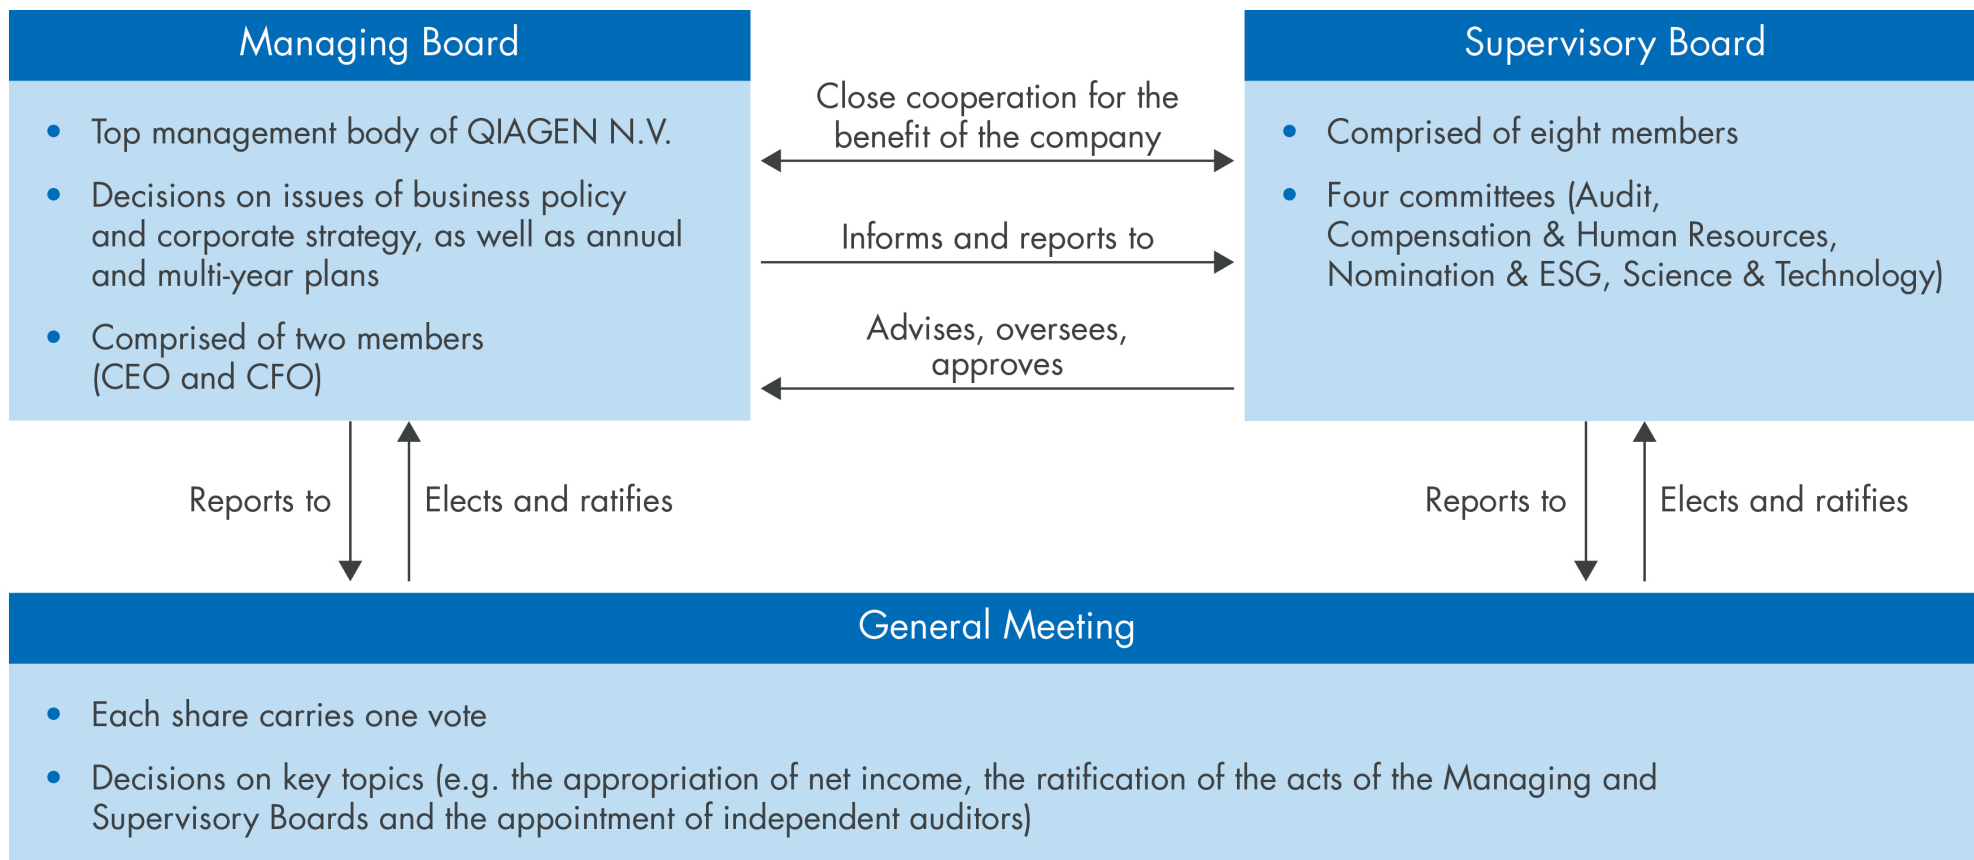 Managing Board
• Top management body of QIAGEN N.V.
• Decisions on issues of business policy
and corporate strategy, as well as annual
and multi-year plans
• Comprised of two members
(CEO and CFO)
Close cooperation for the
benefit of the company
Informs and reports to
Advises, oversees,
approves
Supervisory Board
• Comprised of eight members
• Four committees (Audit,
Compensation & Human Resources,
Nomination & ESG, Science & Technology)
Reports to
Elects and ratifies
Reports to
Elects and ratifies
General Meeting
• Each share carries one vote
• Decisions on key topics (e.g. the appropriation of net income, the ratification of the acts of the Managing and
Supervisory Boards and the appointment of independent auditors)